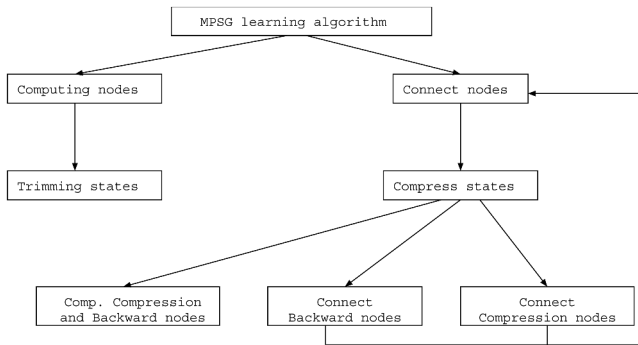 MPSG learning algorithm
Computing nodes
Connect nodes
Trimming states
Compress states
Comp. Compression
and Backward nodes
Connect
Backward nodes
Connect
Compression nodes